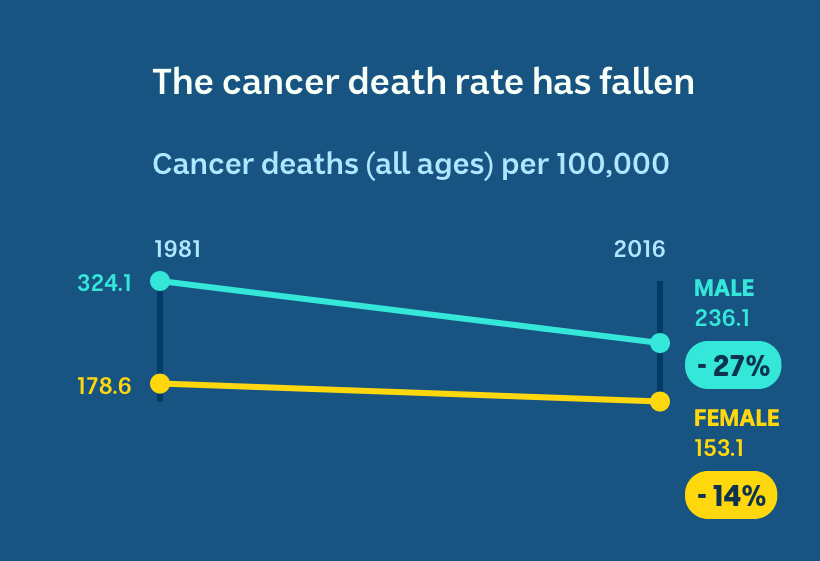 The cancer death rate has fallen
Cancer deaths (all ages) per 100,000
1981
2016
324.1
MALE
236.1
- 27%
178.6
FEMALE
153.1
- 14%